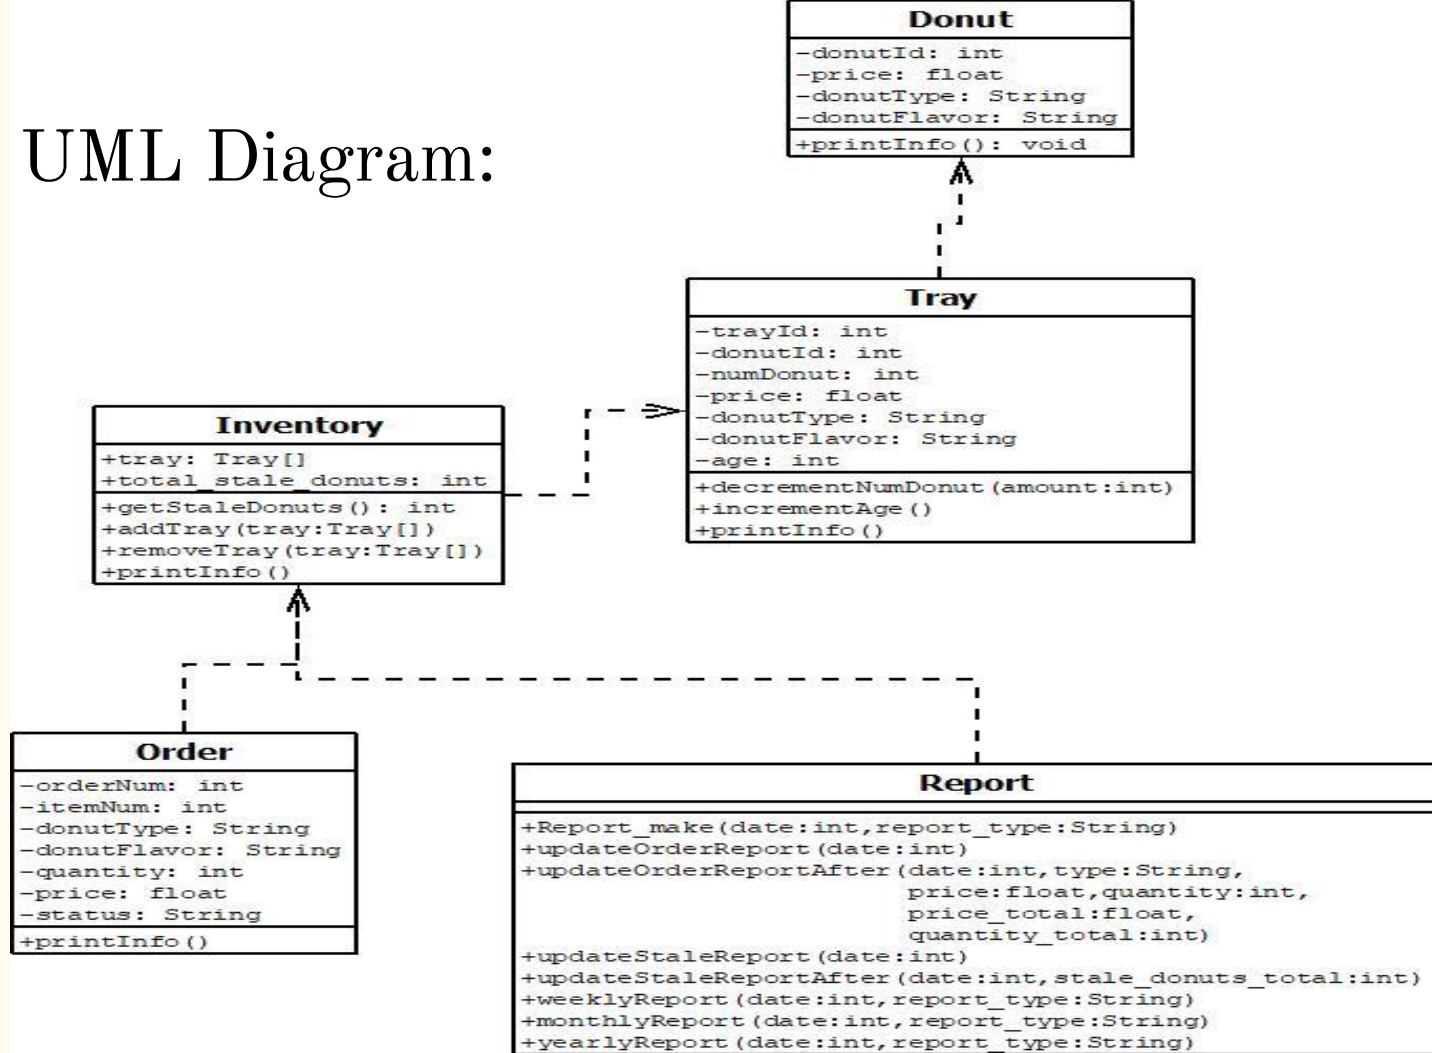 UML Diagram:
Donut
-donutId: int
-price: float
-donutType: String
-donutFlavor: String
+printInfo(): void
Tray
-trayId: int
-donutId: int
-numDonut: int
-price: float
-donutType: String
-donutFlavor: String
-age: int
+decrementNumDonut(amount:int)
+incrementAge()
+printInfo()
Inventory
+tray: Tray[]
+total_stale_donuts: int
+getStaleDonuts(): int
+addTray(tray:Tray[])
+removeTray(tray:Tray[])
+printInfo()
Order
-orderNum: int
-itemNum: int
-donutType: String
-donutFlavor: String
-quantity: int
-price: float
-status: String
+printInfo()
Report
+Report_make(date:int,report_type:String)
+updateOrderReport(date:int)
+updateOrderReportAfter(date:int,type:String,
price:float,quantity:int,
price_total:float,
quantity_total:int)
+updateStaleReport(date:int)
+updateStaleReportAfter(date:int,stale_donuts_total:int)
+weeklyReport(date:int,report_type:String)
+monthlyReport(date:int,report_type:String)
+yearlyReport(date:int,report_type:String)